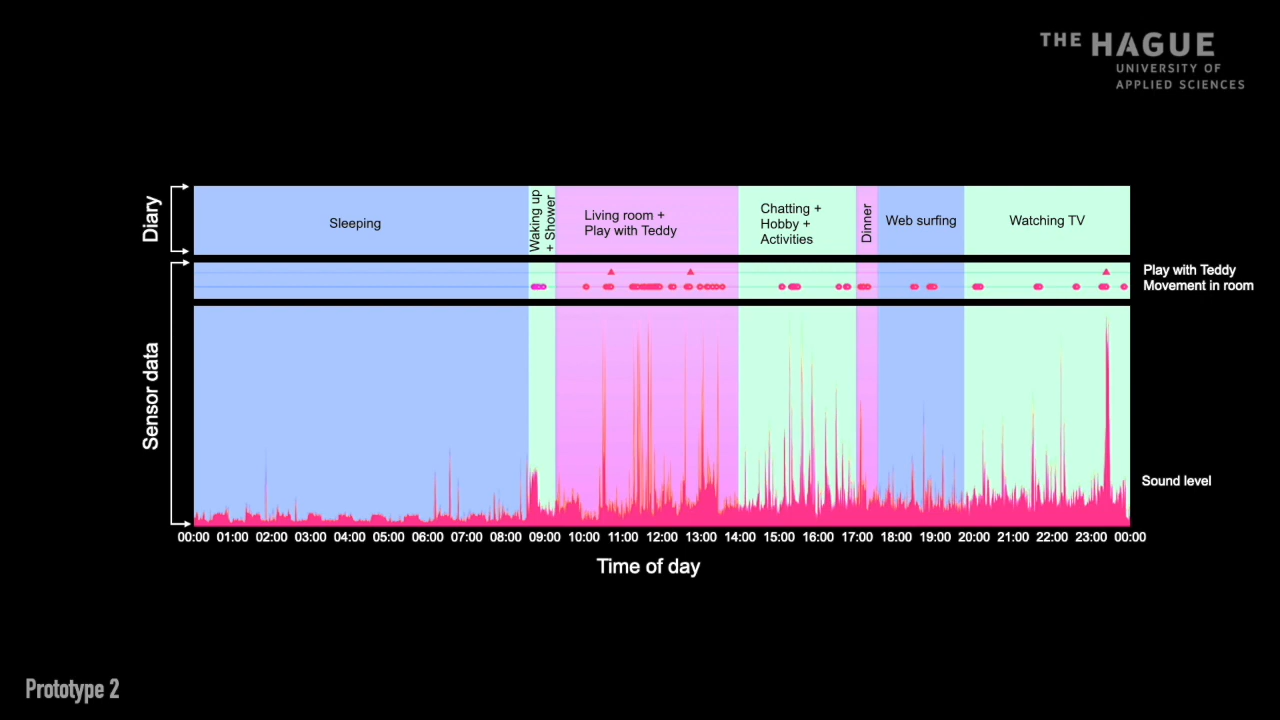 THE HAGUE
UNIVERSITY OF
APPLIED SCIENCES
Diary
Sleeping
Waking up
+ Shower
Living room +
Play with Teddy
Chatting +
Hobby +
Activities
Dinner
Web surfing
Watching TV
Play with Teddy
Movement in room
Sensor data
Sound level
00:00 01:00 02:00 03:00 04:00 05:00 06:00 07:00 08:00 09:00 10:00 11:00 12:00 13:00 14:00 15:00 16:00 17:00 18:00 19:00 20:00 21:00 22:00 23:00 00:00
Time of day
Prototype 2